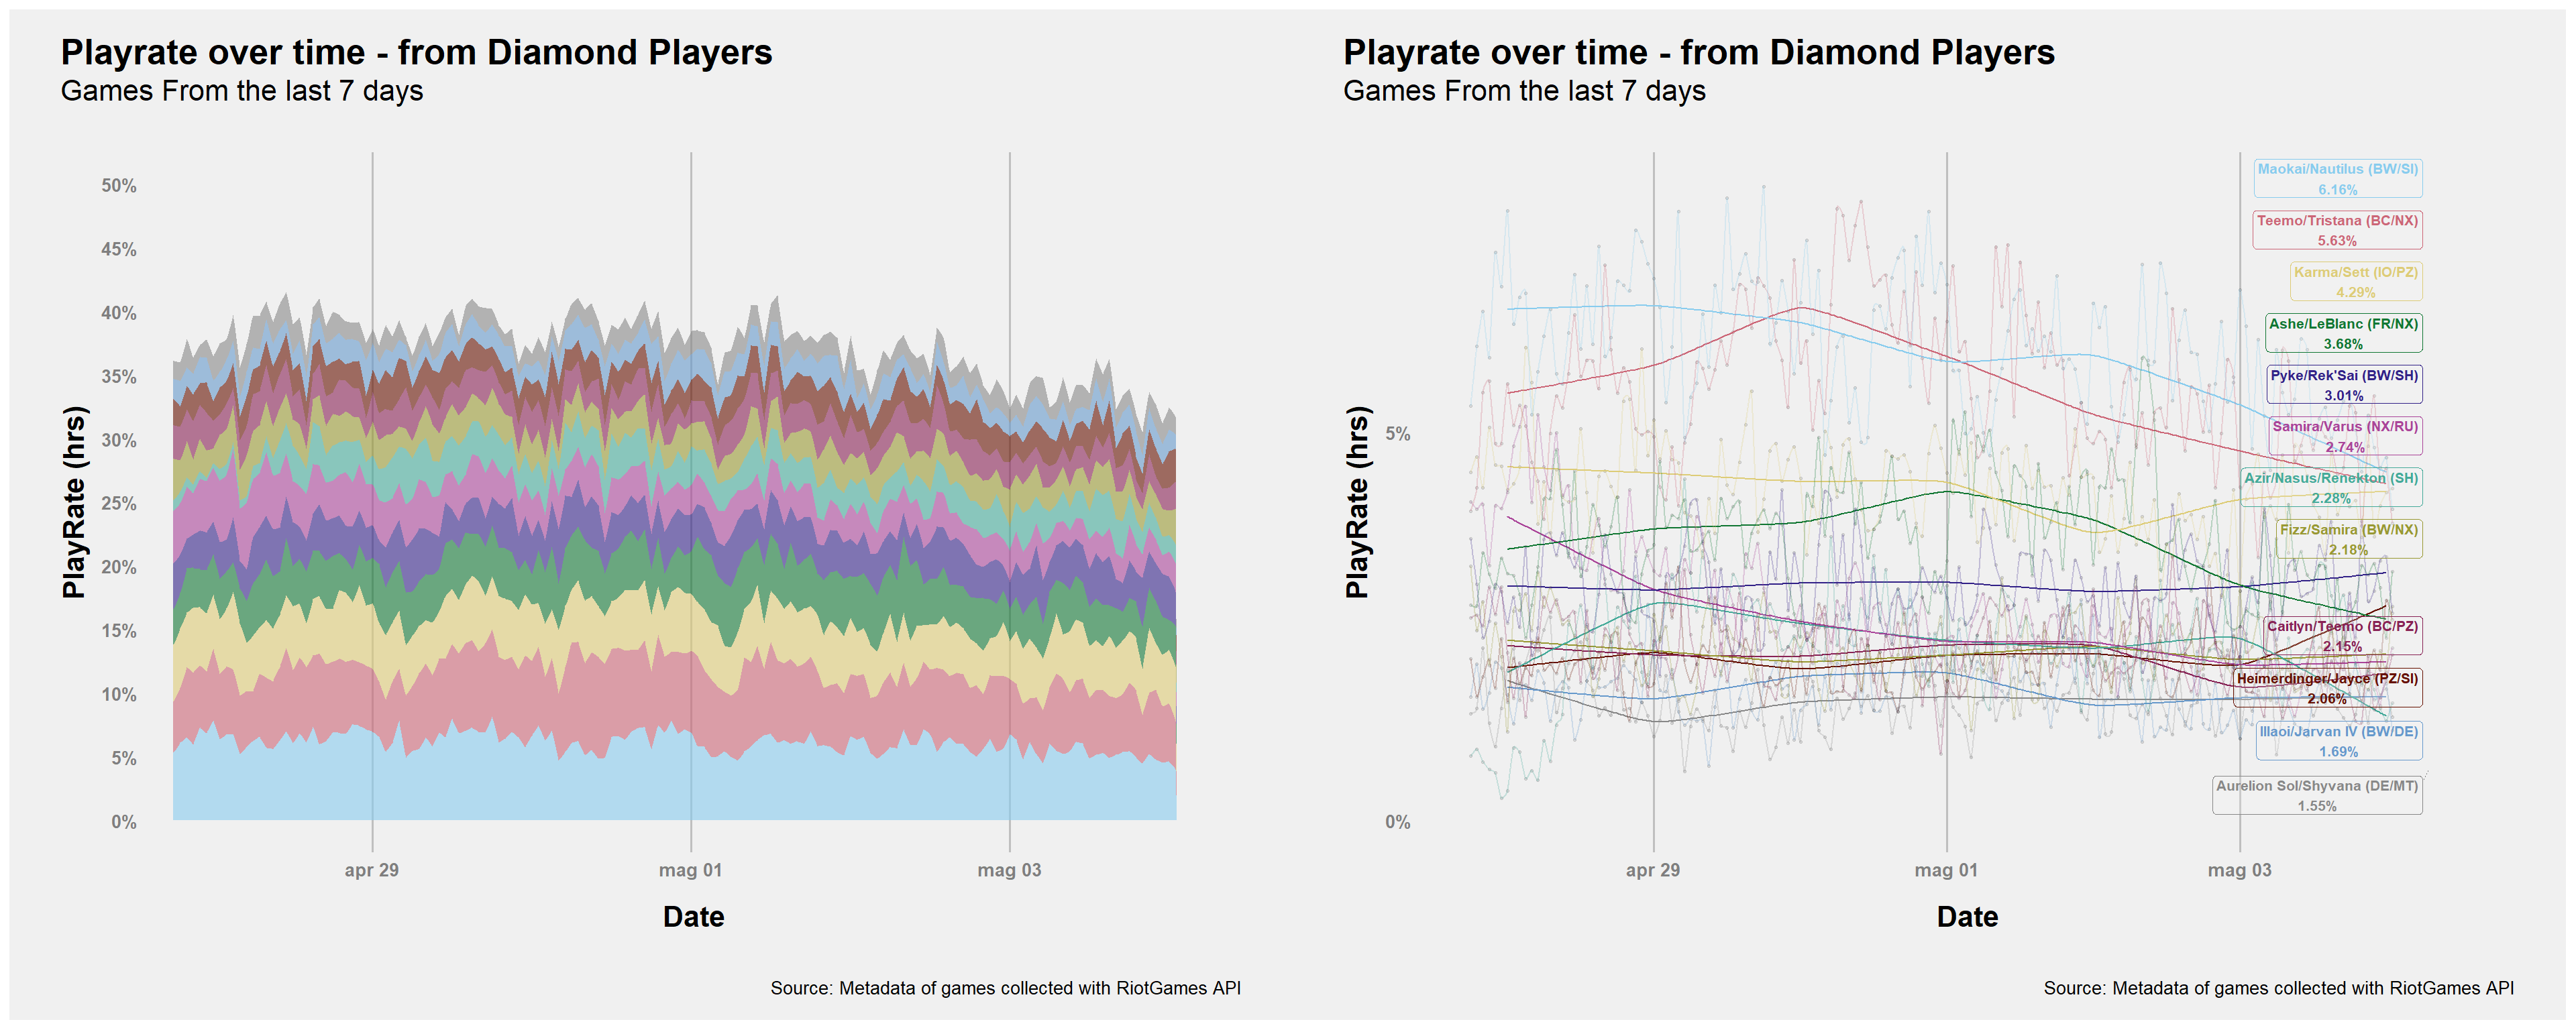 Playrate over time - from Diamond Players
Games From the last 7 days
PlayRate (hrs)
50%
45%
40%
35%
30%
25%
20%
15%
10%
5%
0%
apr 29
mag 01
mag 03
Date
Source: Metadata of games collected with RiotGames API
Playrate over time - from Diamond Players
Games From the last 7 days
PlayRate (hrs)
5%
0%
Maokai/Nautilus (BW/SI)
6.16%
Teemo/Tristana (BC/NX)
5.63%
Karma/Sett (IO/PZ)
4.29%
Ashe/LeBlanc (FR/NX)
3.68%
Pyke/Rek'Sai (BW/SH)
3.01%
Samira/Varus (NX/RU)
2.74%
Azir/Nasus/Renekton (SH)
2.28%
Fizz/Samira (BW/NX)
2.18%
Caitlyn/Teemo (BC/PZ)
2.15%
Heimerdinger/Jayce (PZ/SI)
2.06%
Illaoi/Jarvan IV (BW/DE)
1.69%
Aurelion Sol/Shyvana (DE/MT)
1.55%
apr 29
mag 01
mag 03
Date
Source: Metadata of games collected with RiotGames API